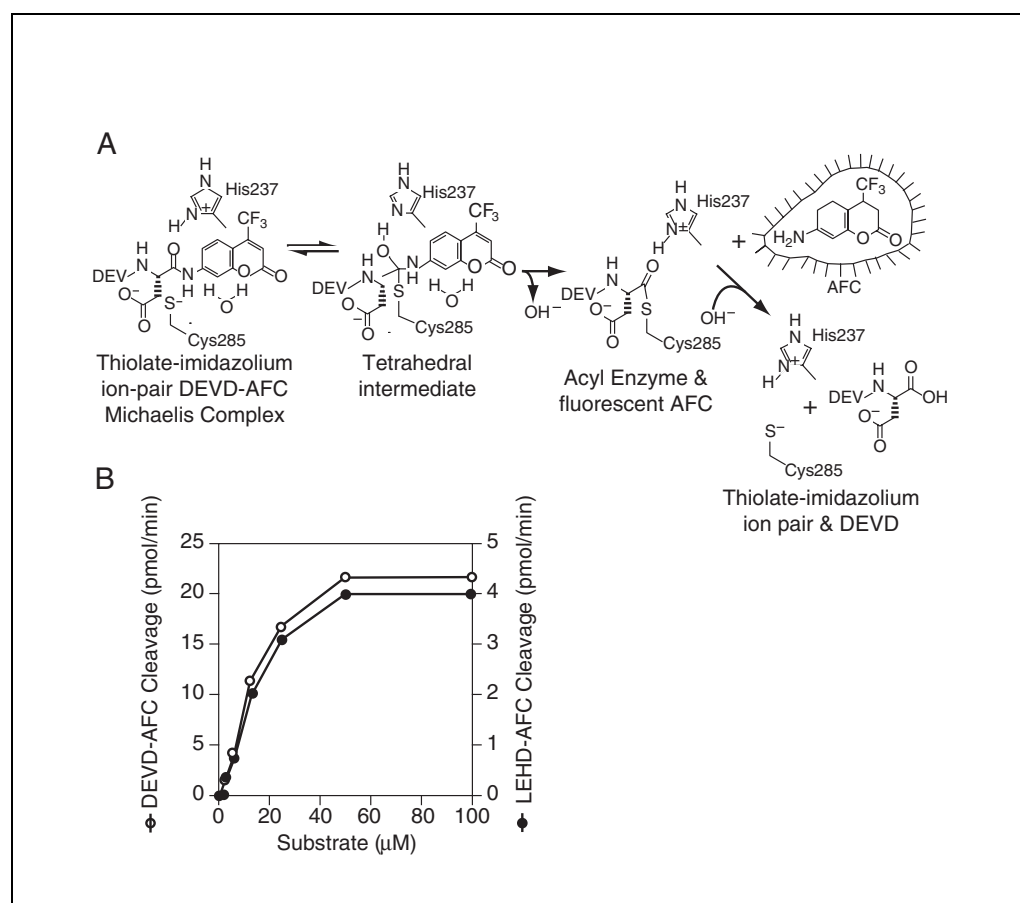 A
H
N
His237
N
+
H
CF3
O
H
N
DEV
N
H
O
O−
O
S−
H
H
O
Cys285
Thiolate-imidazolium
ion-pair DEVD-AFC
Michaelis Complex
H
N
His237
N
H
O
CF3
H
N
HN
H
O
O
DEV
S
O−
O
H
H
O
Cys285
Tetrahedral
intermediate
OH−
H
N
His237
N
+
H
H
N
O
DEV
O−
S
O
Cys285
Acyl Enzyme &
fluorescent AFC
+
CF3
H2N
O
O
AFC
OH−
H
N
His237
N
+
H
+
H
N
O
DEV
OH
O−
O
S−
Cys285
Thiolate-imidazolium
ion pair & DEVD
B
DEVD-AFC Cleavage (pmol/min)
25
20
15
10
5
0
5
4
3
2
1
0
LEHD-AFC Cleavage (pmol/min)
0
20
40
60
80
100
Substrate (μM)